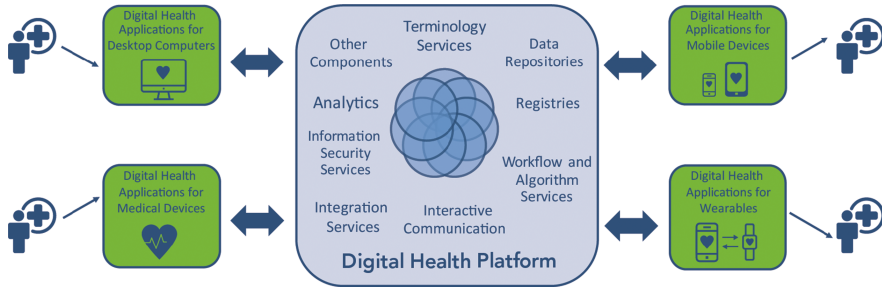 Digital Health
Applications for
Desktop Computers
Digital Health
Applications for
Medical Devices
Terminology
Services
Other
Components
Data
Repositories
Analytics
Registries
Information
Security
Services
Workflow and
Algorithm
Services
Integration
Services
Interactive
Communication
Digital Health Platform
Digital Health
Applications for
Mobile Devices
Digital Health
Applications for
Wearables